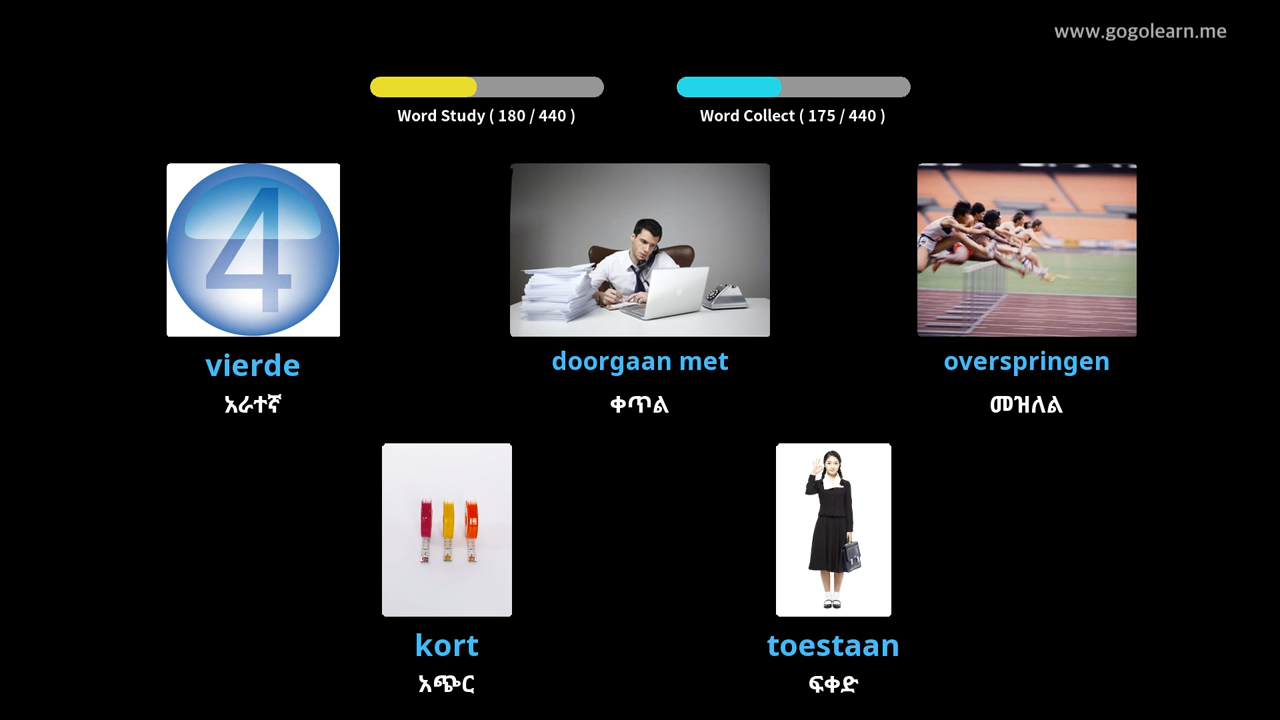 www.gogolearn.me
Word Study ( 180 / 440 )
Word Collect ( 175 / 440 )
4
vierde
አራተኛ
doorgaan met
ቀጥል
overspringen
መዝለል
kort
አጭር
toestaan
ፍቀድ